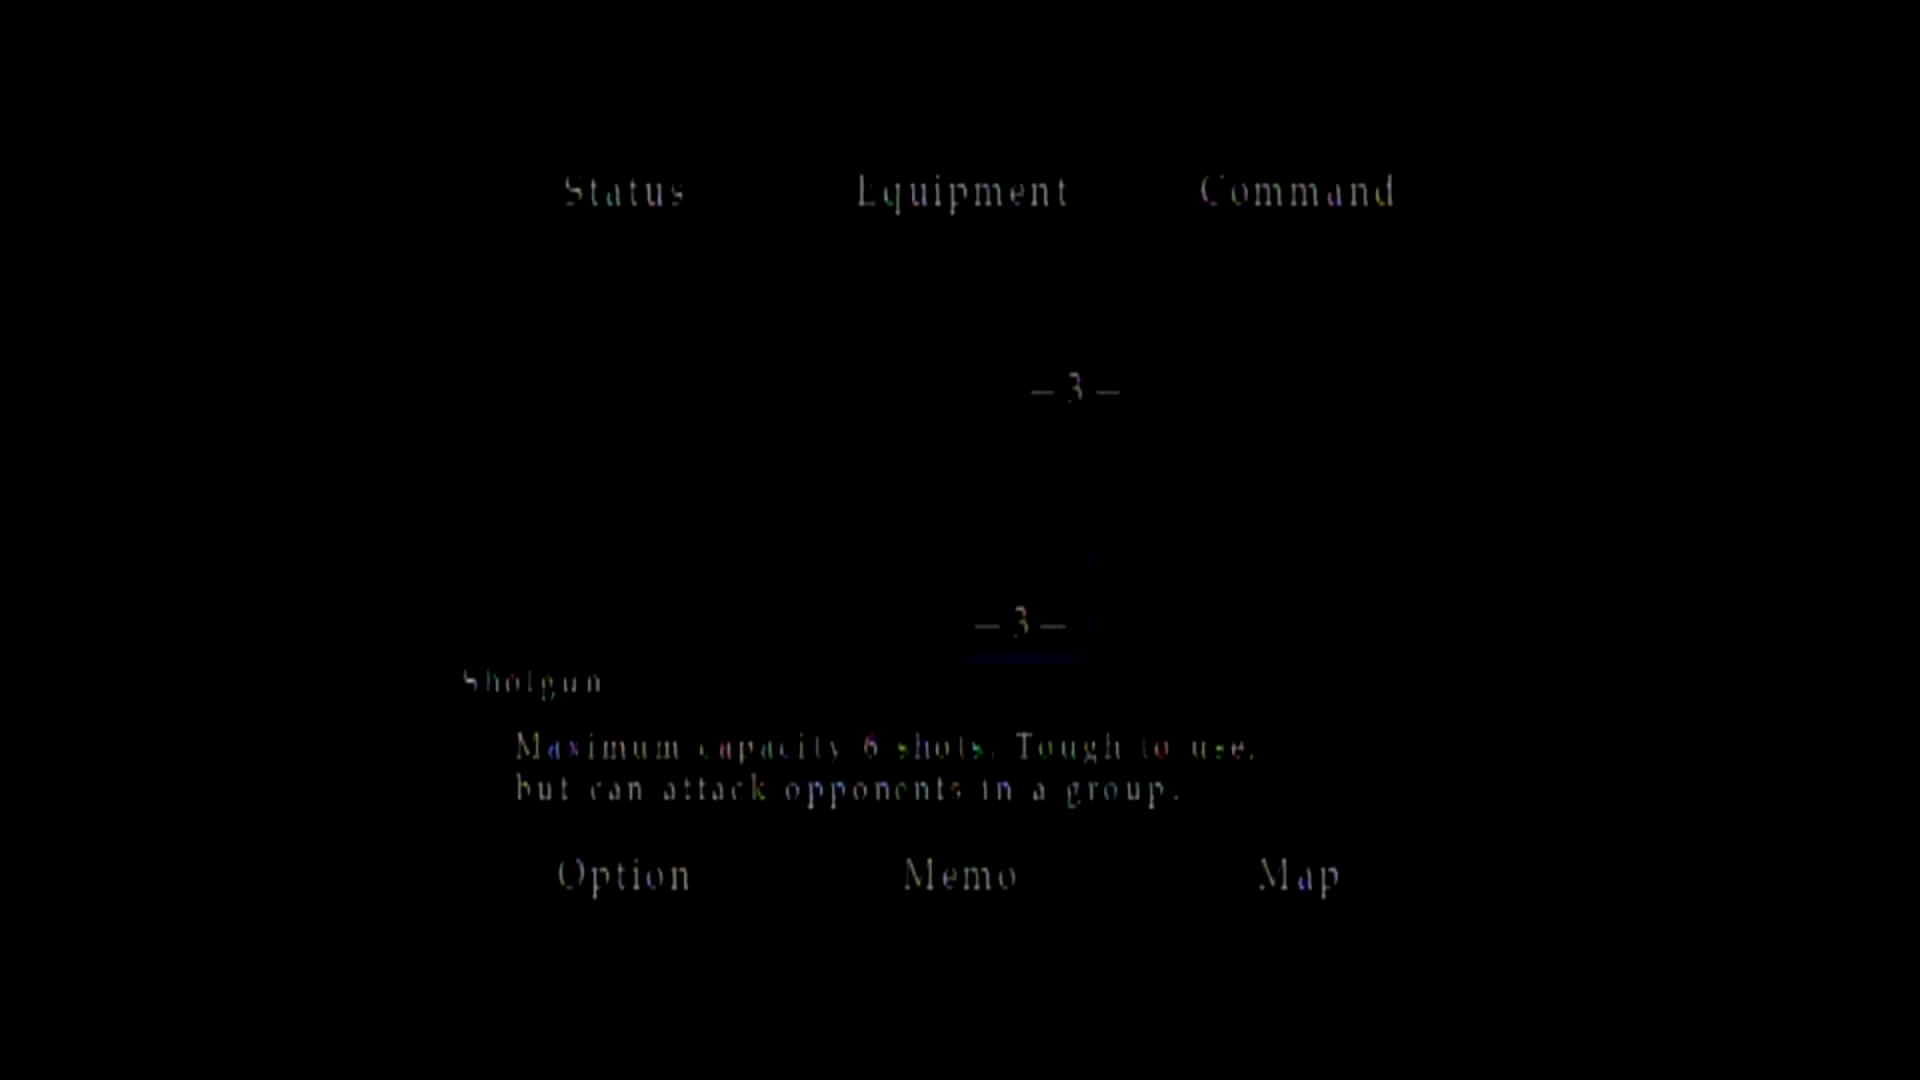 Status Equipment Command
- 3 -
- 3 -
Shotgun
Maximum capacity 6 shots. Tough to use,
but can attack opponents in a group.
Option Memo Map